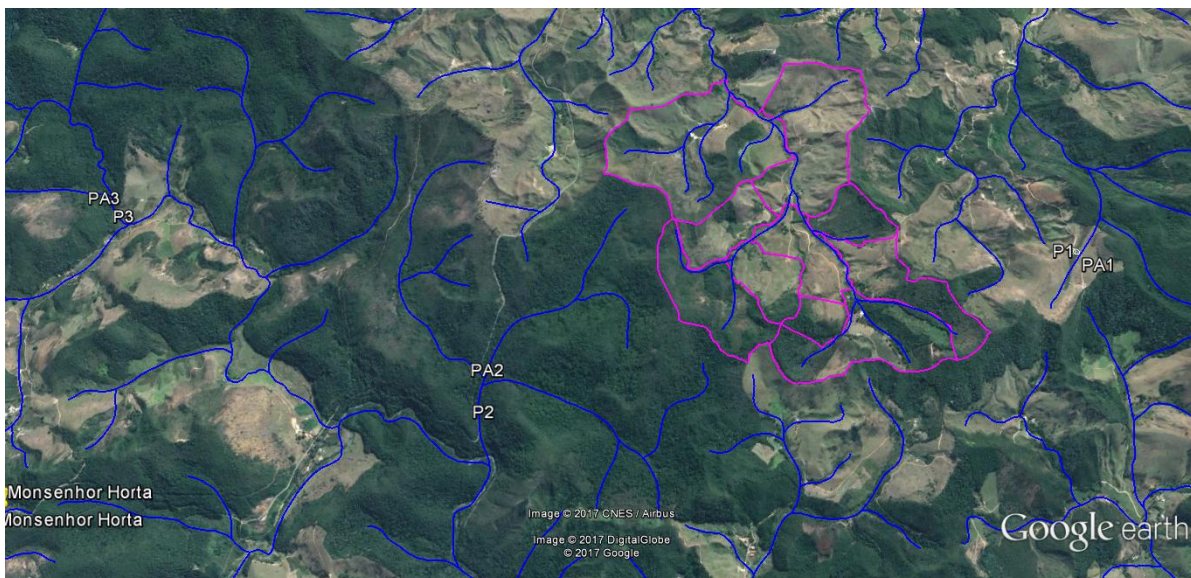 PA3
P3
P1
PA1
PA2
P2
Monsenhor Horta
Monsenhor Horta
Image © 2017 CNES / Airbus
Image © 2017 DigitalGlobe
© 2017 Google
Google earth